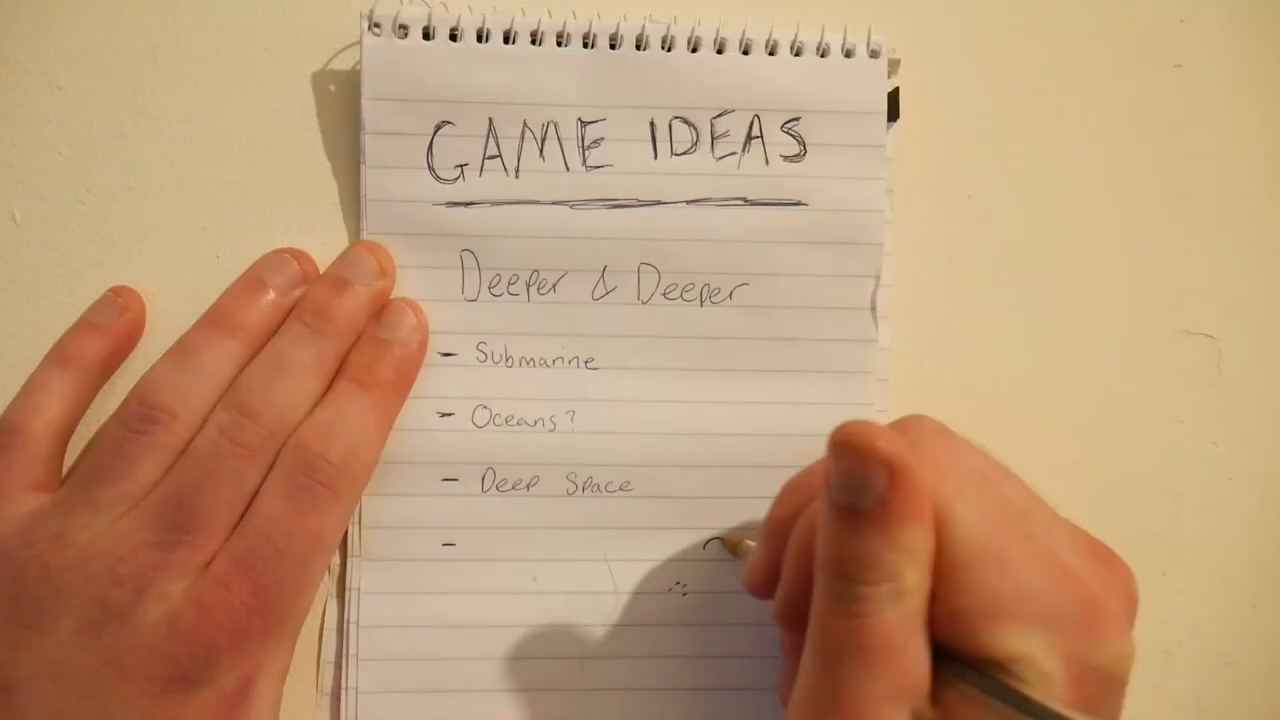 GAME IDEAS
Deeper & Deeper
- Submarine
- Oceans?
- Deep Space
-